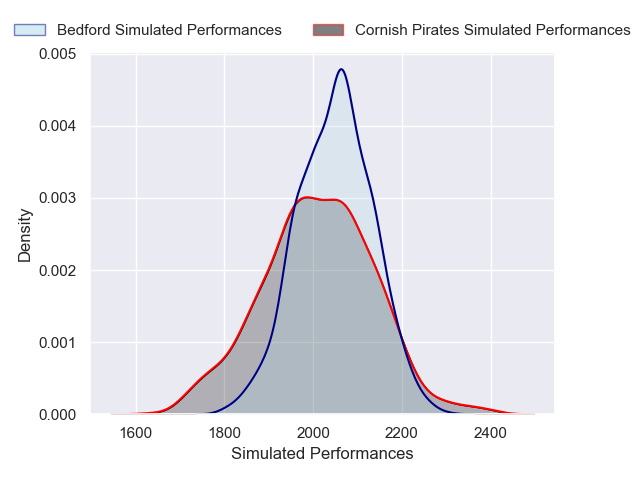 Bedford Simulated Performances
Cornish Pirates Simulated Performances
0.005
0.004
0.003
0.002
0.001
0.000
Density
1600 1800 2000 2200 2400
Simulated Performances